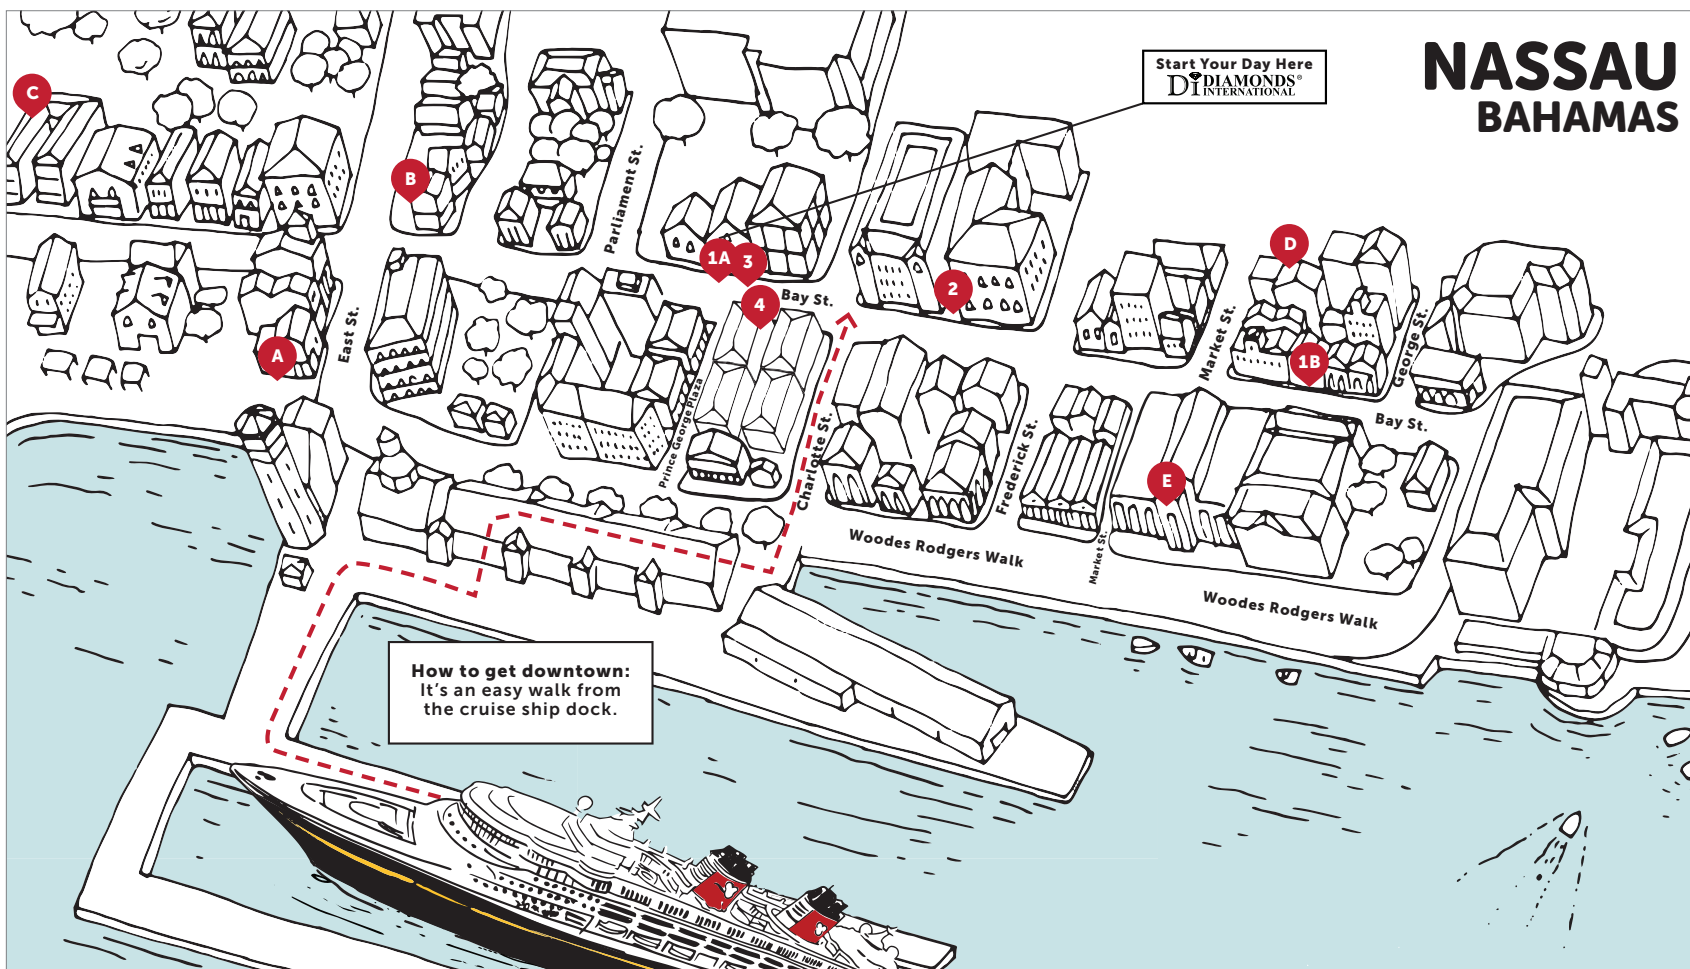 NASSAU
BAHAMAS
Start Your Day Here
Di DIAMONDS®
INTERNATIONAL
C
B
Parliament St.
1A
3
D
2
4
Bay St.
East St.
A
Market St.
George St.
1B
Prince George Plaza
Charlotte St.
Bay St.
Frederick St.
E
Woodes Rodgers Walk
Market St.
Woodes Rodgers Walk
How to get downtown:
It's an easy walk from
the cruise ship dock.